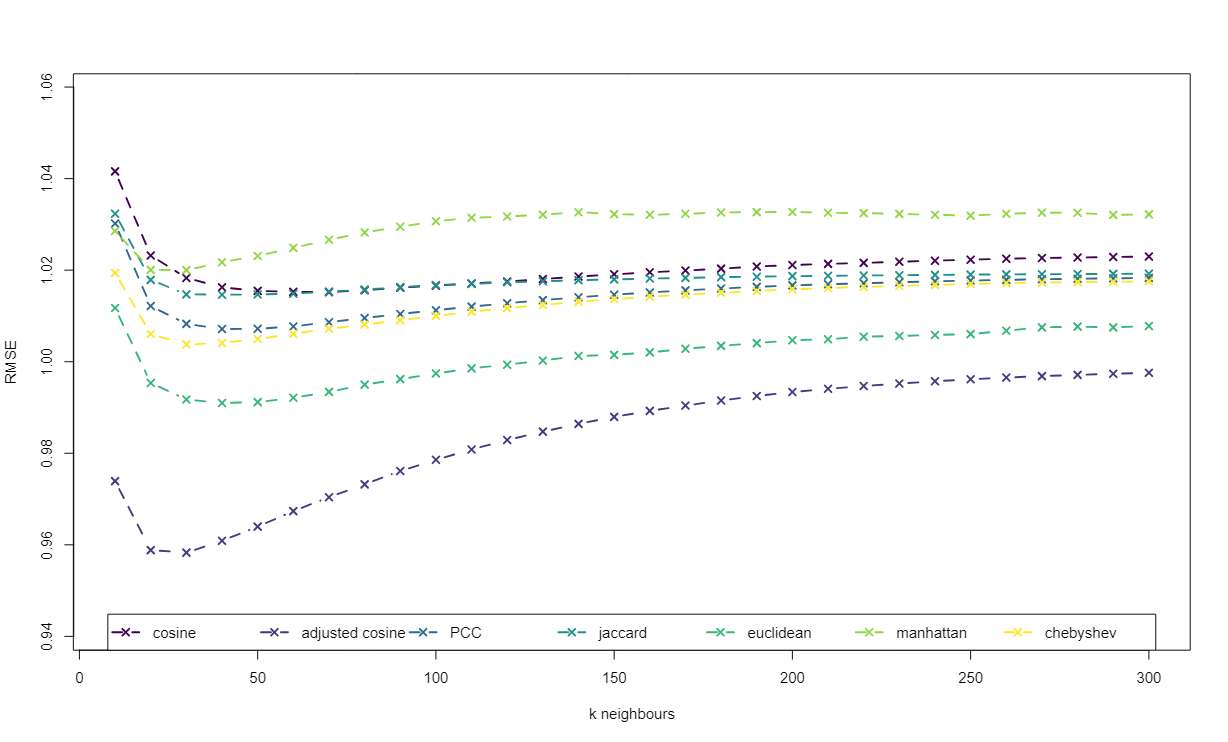 1.06
1.04
1.02
1.00
0.98
0.96
0.94
RMSE
cosine adjusted cosine PCC jaccard euclidean manhattan chebyshev
0 50 100 150 200 250 300
k neighbours